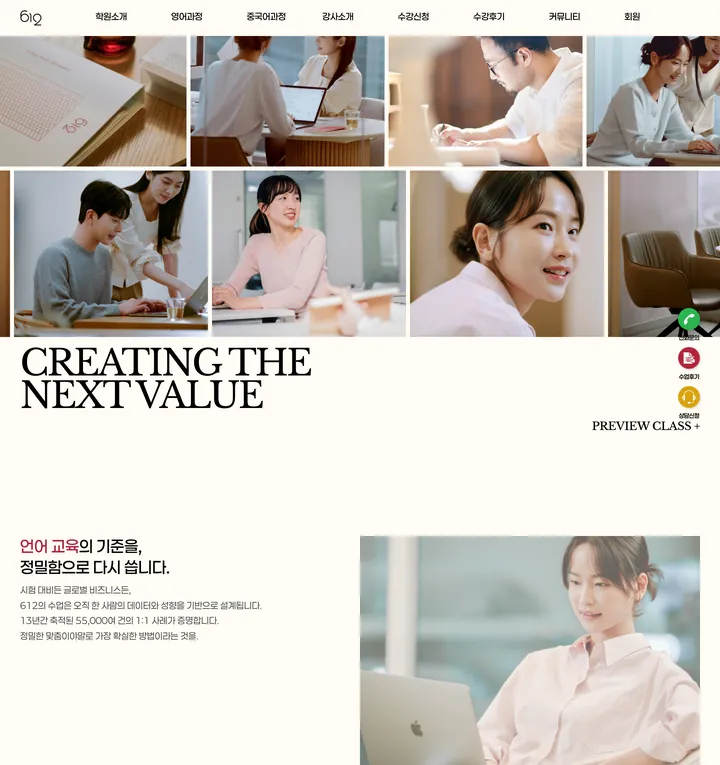 612
학원소개
영어과정
중국어과정
강사소개
수강신청
수강후기
커뮤니티
회원
612
CREATING THE
NEXT VALUE
수업후기
상담신청
PREVIEW CLASS +
언어 교육의 기준을,
정밀함으로 다시 씁니다.
시험 대비든 글로벌 비즈니스든,
612의 수업은 오직 한 사람의 데이터와 성향을 기반으로 설계됩니다.
13년간 축적된 55,000여 건의 1:1 사례가 증명합니다.
정밀한 맞춤이야말로 가장 확실한 방법이라는 것을.